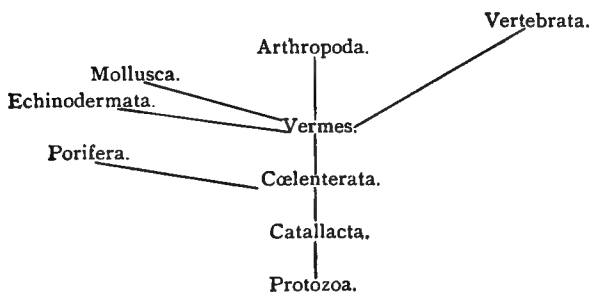 Vertebrata.
Arthropoda.
Mollusca.
Echinodermata.
Vermes.
Porifera.
Cœlenterata.
Catallacta.
Protozoa.